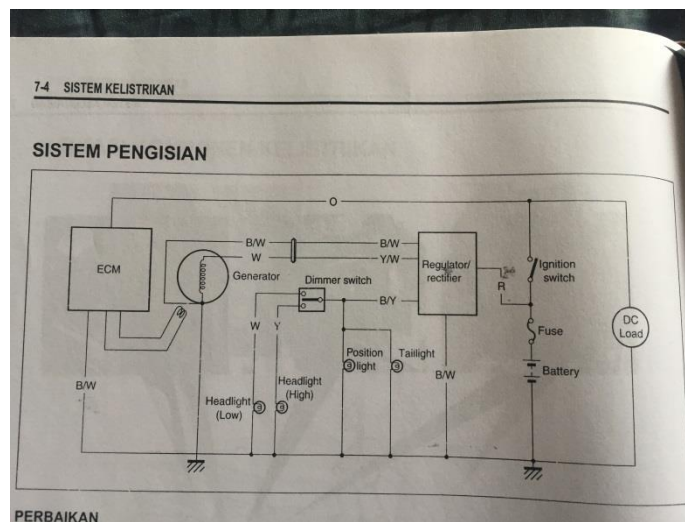 7-4 SISTEM KELISTRIKAN
SISTEM PENGISIAN
O
ECM
B/W
W
Generator
B/W
Y/W
Regulator/
rectifier
Ignition
switch
R
Dimmer switch
B/Y
W
Y
Fuse
DC
Load
Position
light
Taillight
B/W
B/W
Battery
Headlight
(Low)
Headlight
(High)
PERBAIKAN